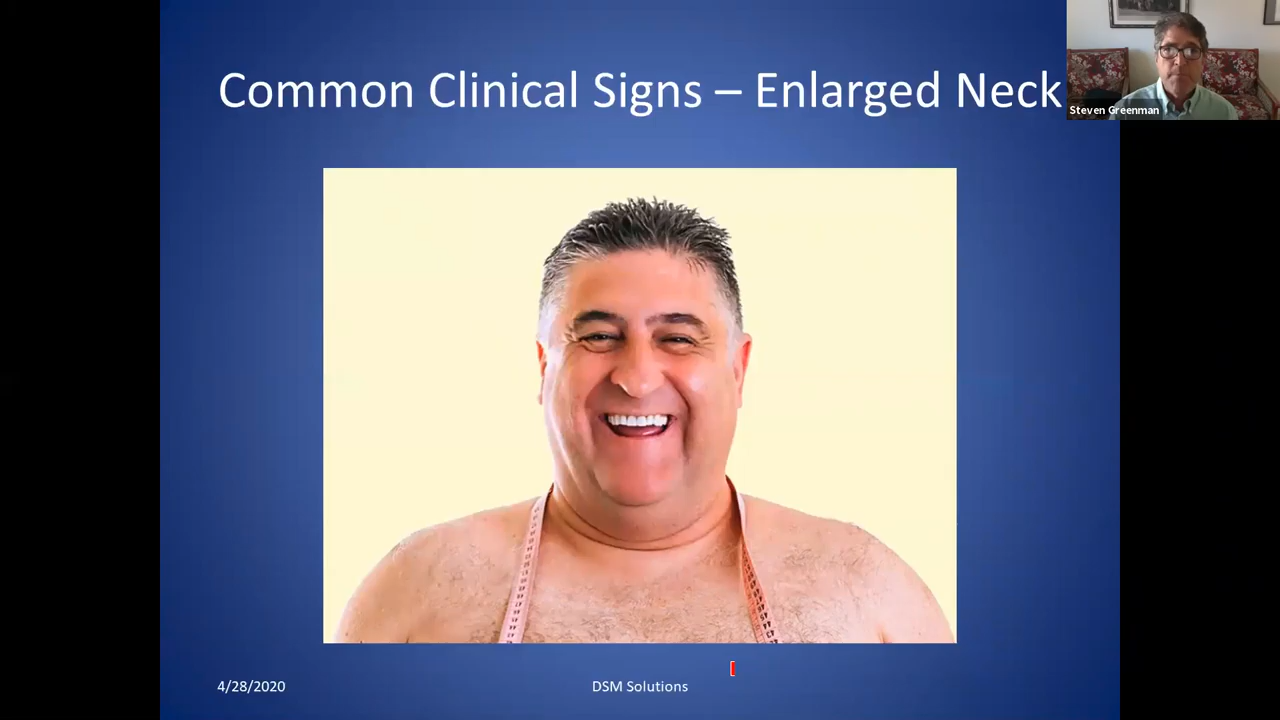 Common Clinical Signs – Enlarged Neck
Steven Greenman
4/28/2020
DSM Solutions